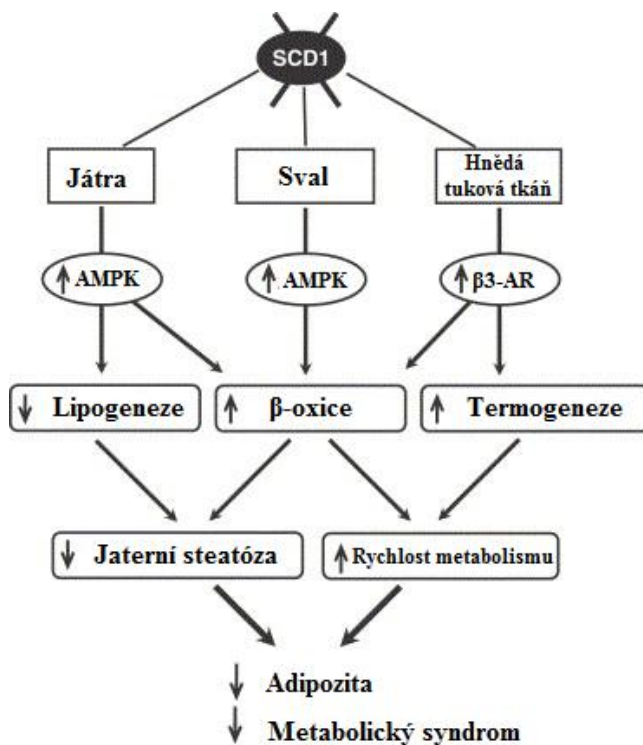 SCD1
Játra
Sval
Hnědá
tuková tkáň
↑ AMPK
↑ AMPK
↑ β3-AR
↓ Lipogeneze
↑ β-oxice
↑ Termogeneze
↓ Jaterní steatóza
↑ Rychlost metabolismu
↓ Adipozita
↓ Metabolický syndrom